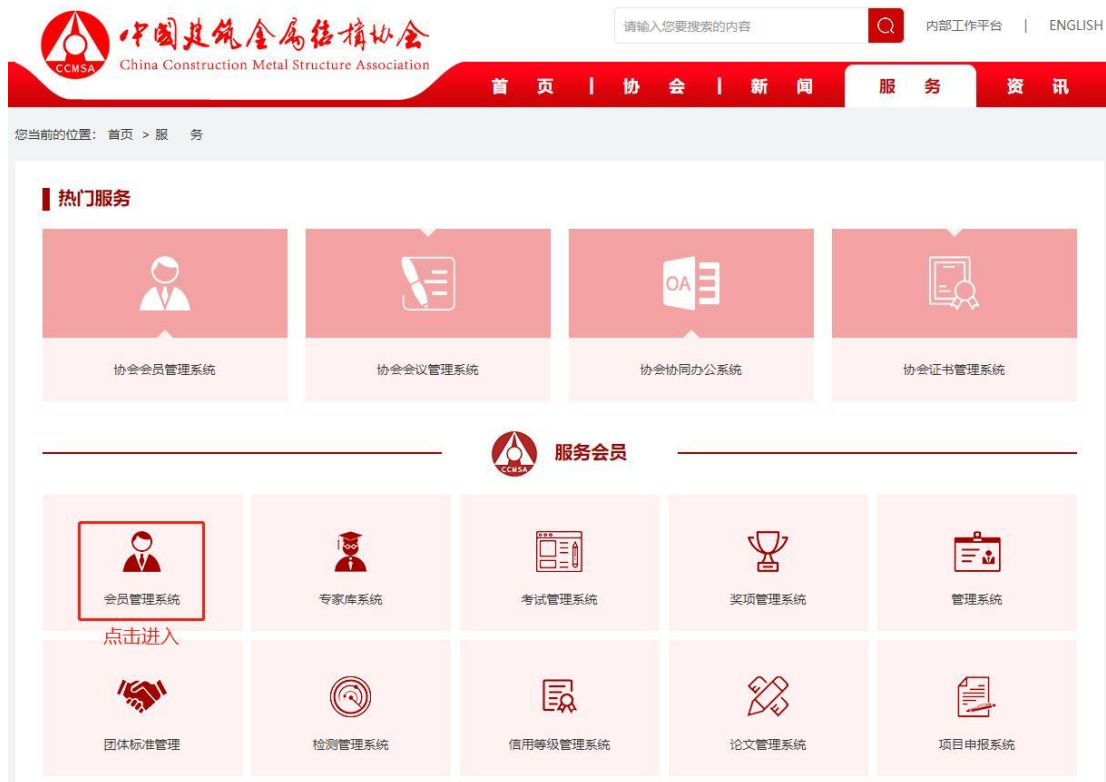 中国建筑金属结构协会
China Construction Metal Structure Association
CCMSA
请输入您要搜索的内容
内部工作平台 | ENGLISH
首 页 | 协 会 | 新 闻 服 务 资 讯
您当前的位置: 首页 > 服 务
热门服务
OA
协会会员管理系统 协会会议管理系统 协会协同办公系统 协会证书管理系统
CCMSA 服务会员
会员管理系统 专家库系统 考试管理系统 奖项管理系统 管理系统
点击进入
团体标准管理 检测管理系统 信用等级管理系统 论文管理系统 项目申报系统